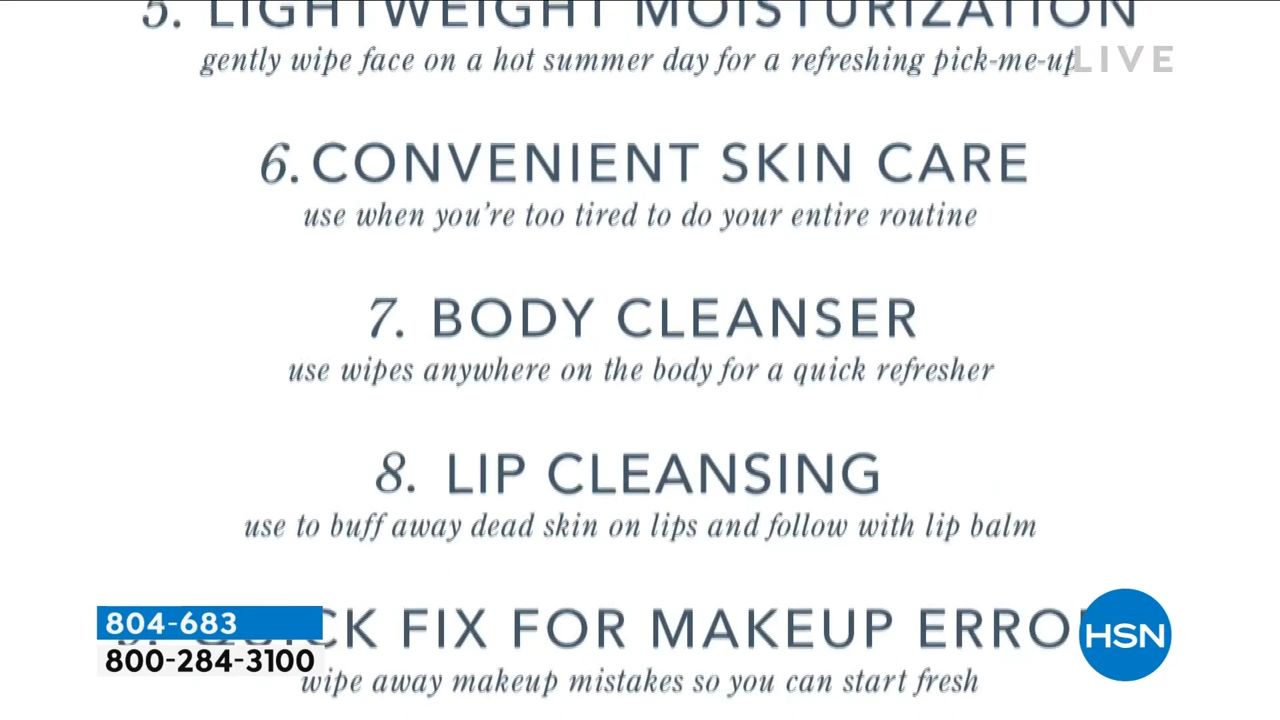 5. LIGHTWEIGHT MOISTURIZATION
gently wipe face on a hot summer day for a refreshing pick-me-up
LIVE
6. CONVENIENT SKIN CARE
use when you're too tired to do your entire routine
7. BODY CLEANSER
use wipes anywhere on the body for a quick refresher
8. LIP CLEANSING
use to buff away dead skin on lips and follow with lip balm
804-683
FIX FOR MAKEUP
HSN
800-284-3100
wipe away makeup mistakes so you can start fresh